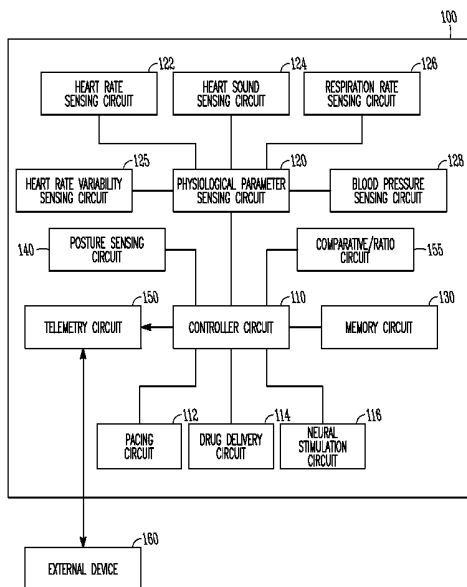 100
122
124
126
HEART RATE
SENSING CIRCUIT
HEART SOUND
SENSING CIRCUIT
RESPIRATION RATE
SENSING CIRCUIT
125
120
128
HEART RATE VARIABILITY
SENSING CIRCUIT
PHYSIOLOGICAL PARAMETER
SENSING CIRCUIT
BLOOD PRESSURE
SENSING CIRCUIT
140
POSTURE SENSING
CIRCUIT
COMPARATIVE/RATIO
CIRCUIT
155
150
110
130
TELEMETRY CIRCUIT
CONTROLLER CIRCUIT
MEMORY CIRCUIT
112
114
116
PACING
CIRCUIT
DRUG DELIVERY
CIRCUIT
NEURAL
STIMULATION
CIRCUIT
160
EXTERNAL DEVICE